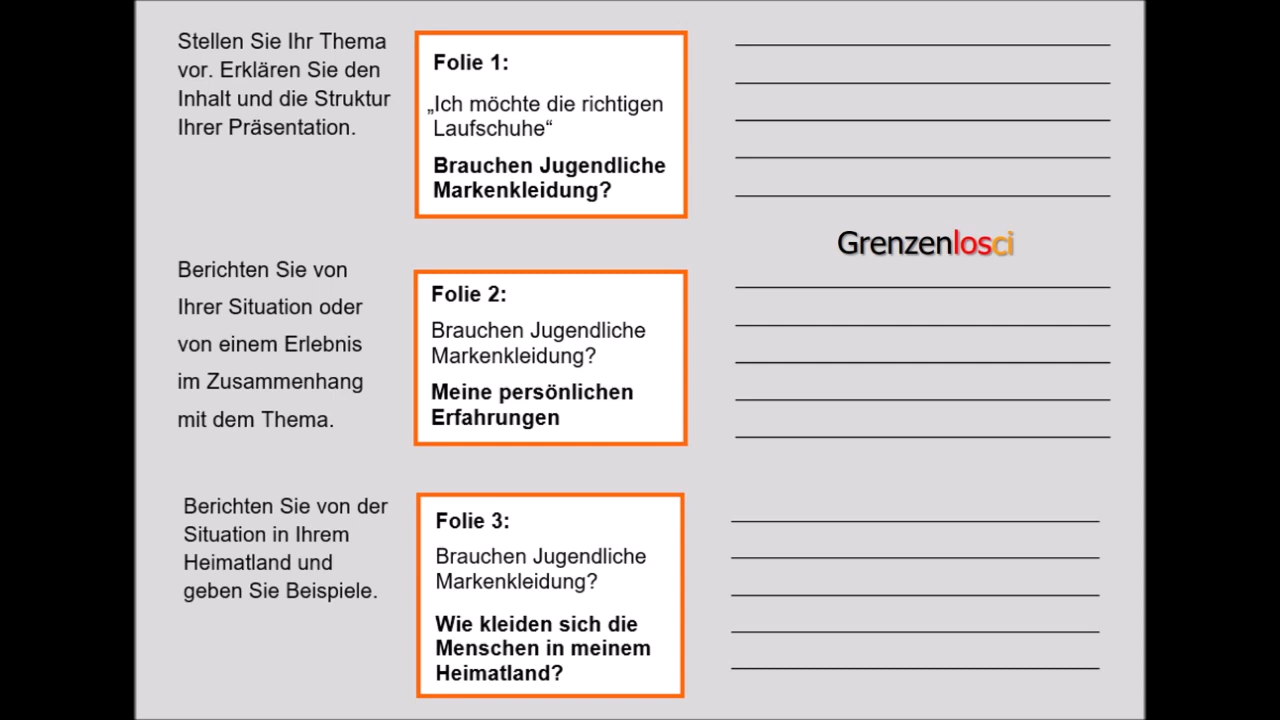 Stellen Sie Ihr Thema
vor. Erklären Sie den
Inhalt und die Struktur
Ihrer Präsentation.
Folie 1:
„Ich möchte die richtigen
Laufschuhe“
Brauchen Jugendliche
Markenkleidung?
Grenzenlosci
Berichten Sie von
Ihrer Situation oder
von einem Erlebnis
im Zusammenhang
mit dem Thema.
Folie 2:
Brauchen Jugendliche
Markenkleidung?
Meine persönlichen
Erfahrungen
Berichten Sie von der
Situation in Ihrem
Heimatland und
geben Sie Beispiele.
Folie 3:
Brauchen Jugendliche
Markenkleidung?
Wie kleiden sich die
Menschen in meinem
Heimatland?